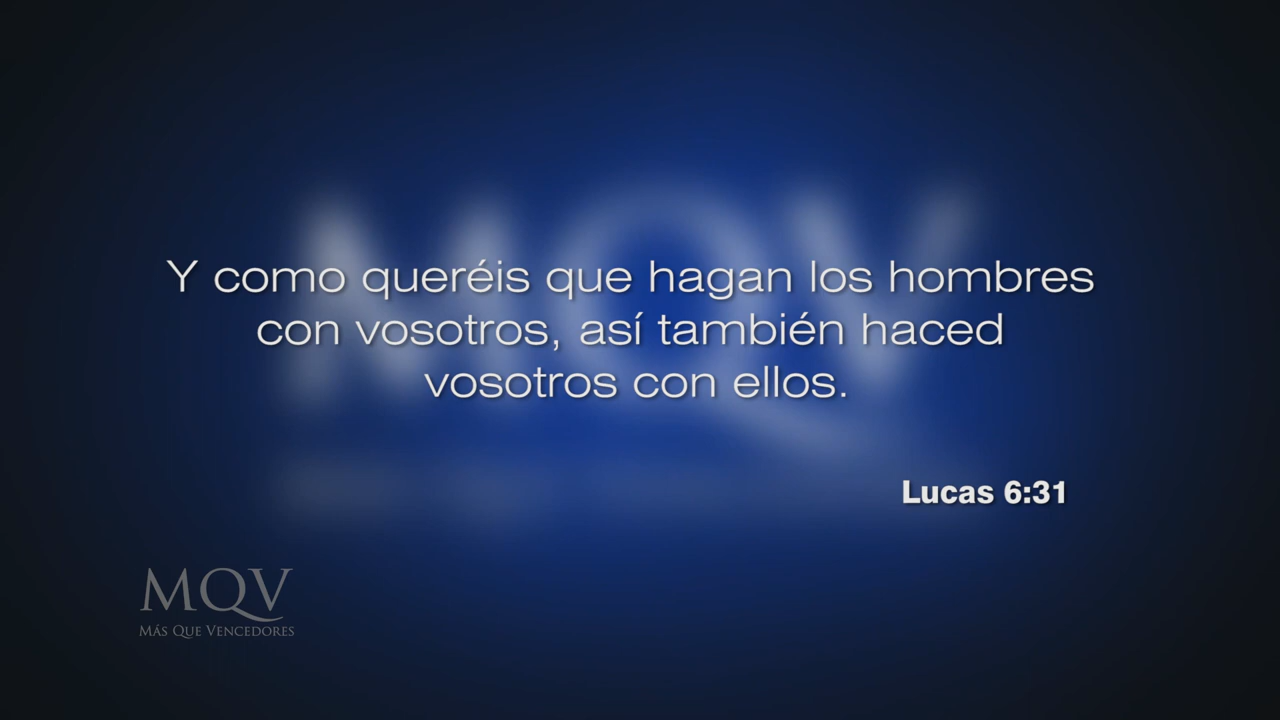 Y como queréis que hagan los hombres
con vosotros, así también haced
vosotros con ellos.
Lucas 6:31
MQV
MÁS QUE VENCEDORES